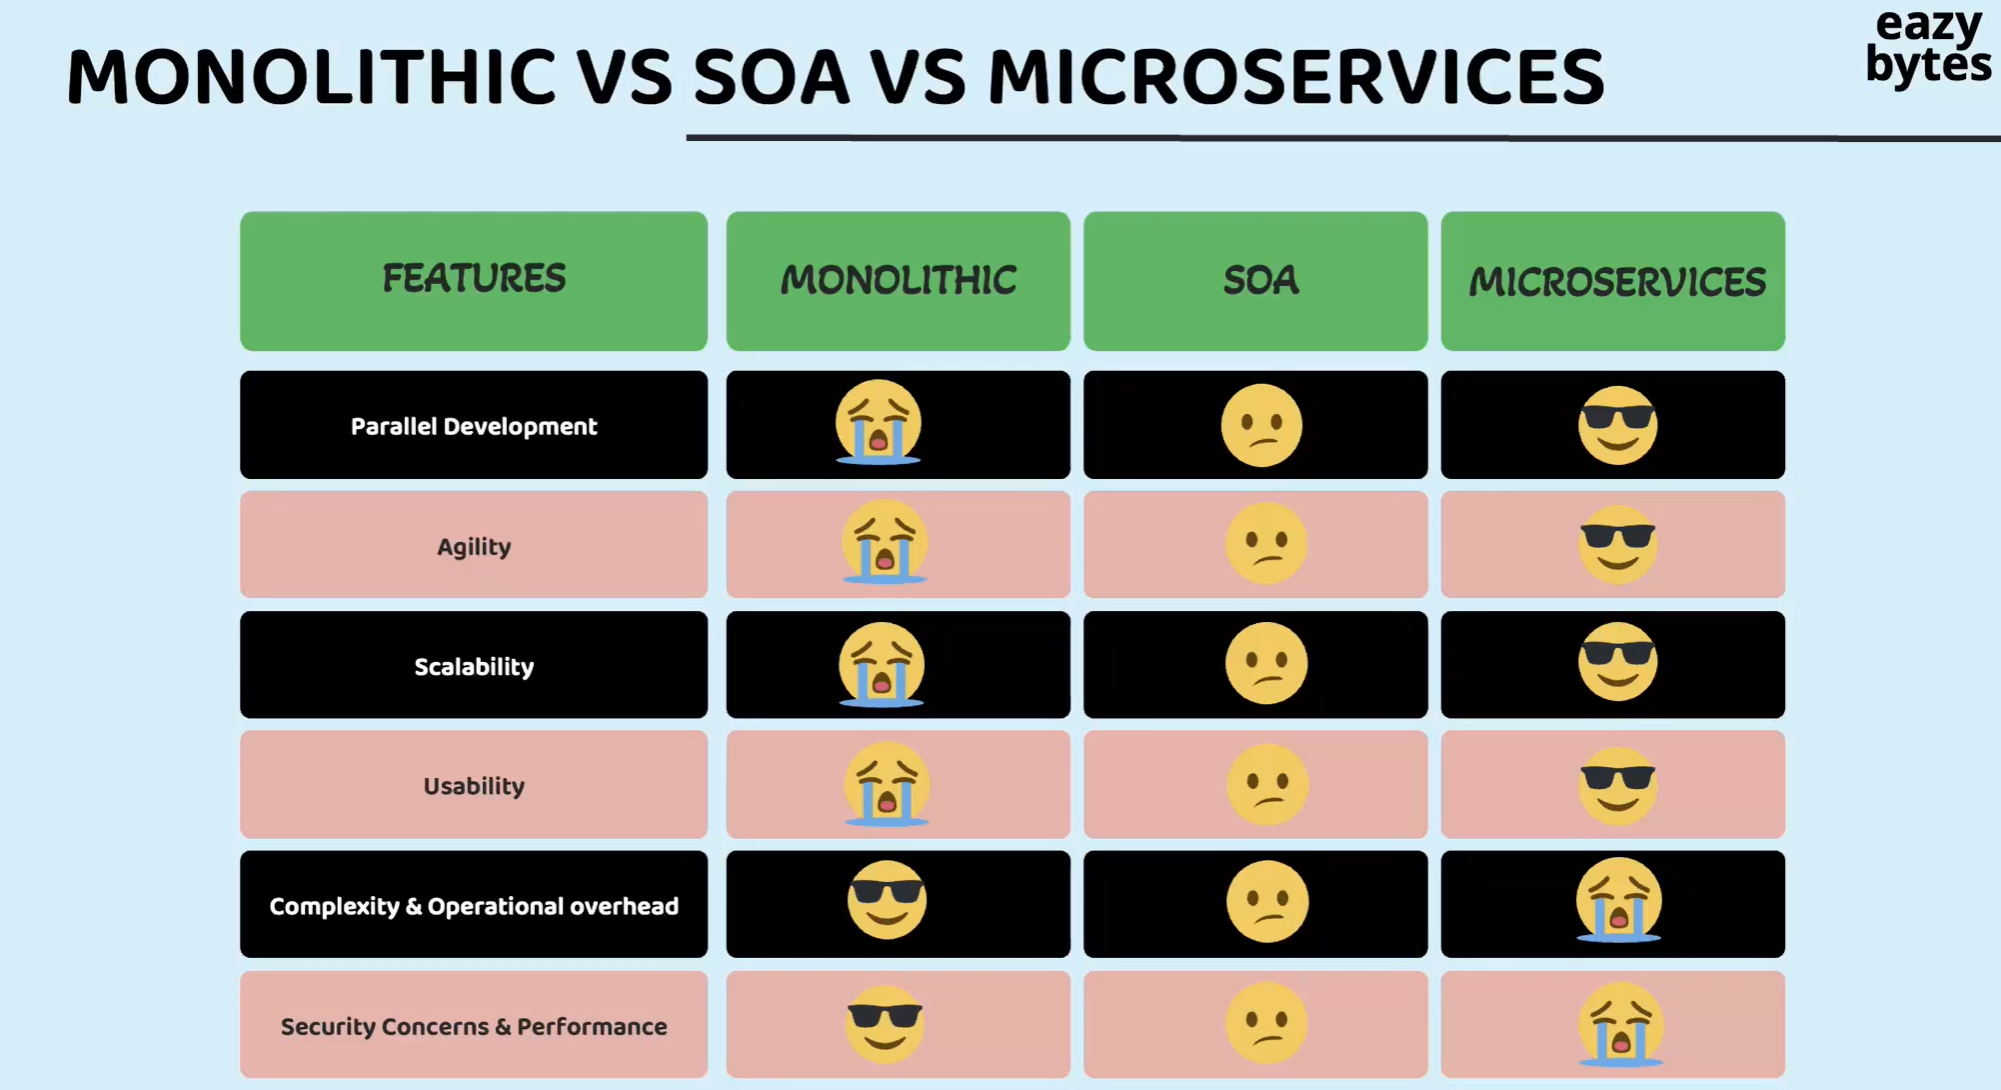 MONOLITHIC VS SOA VS MICROSERVICES
eazy
bytes
FEATURES
MONOLITHIC
SOA
MICROSERVICES
Parallel Development
Agility
Scalability
Usability
Complexity & Operational overhead
Security Concerns & Performance